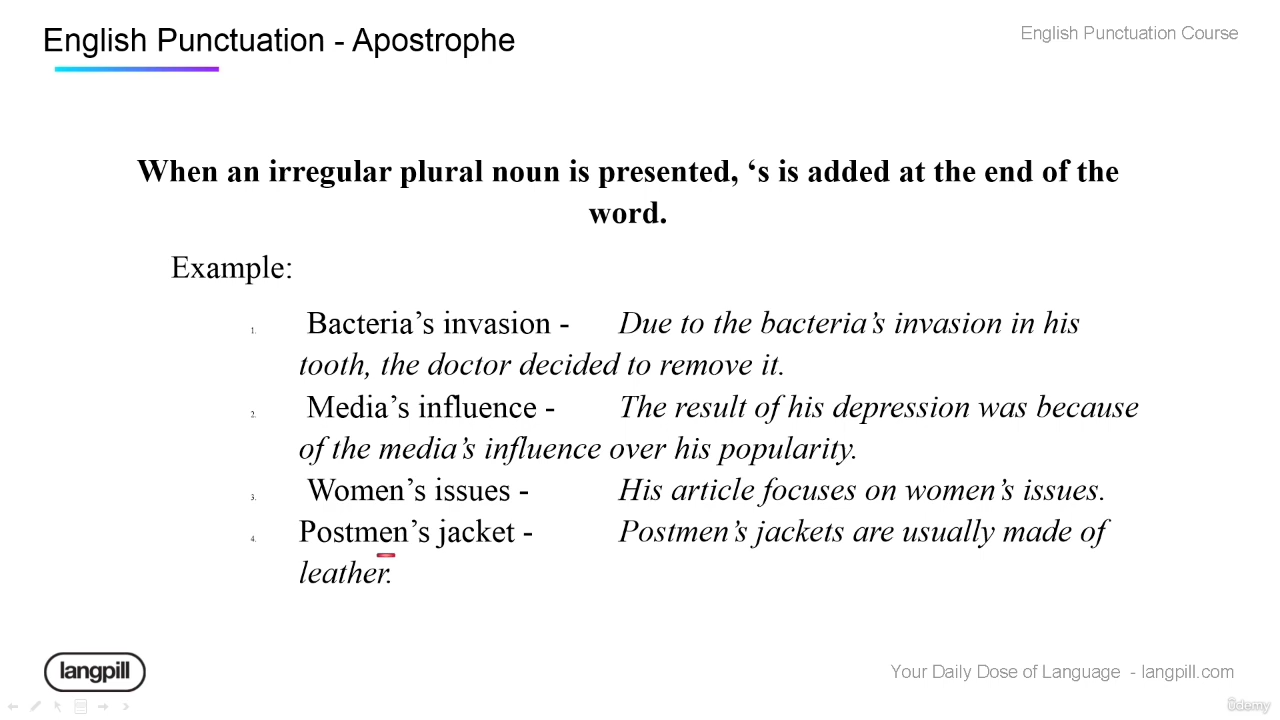 English Punctuation - Apostrophe
English Punctuation Course
When an irregular plural noun is presented, ‘s is added at the end of the
word.
Example:
1. Bacteria’s invasion - Due to the bacteria’s invasion in his
tooth, the doctor decided to remove it.
2. Media’s influence - The result of his depression was because
of the media’s influence over his popularity.
3. Women’s issues - His article focuses on women’s issues.
4. Postmen’s jacket - Postmen’s jackets are usually made of
leather.
langpill
Your Daily Dose of Language - langpill.com
ûdemy